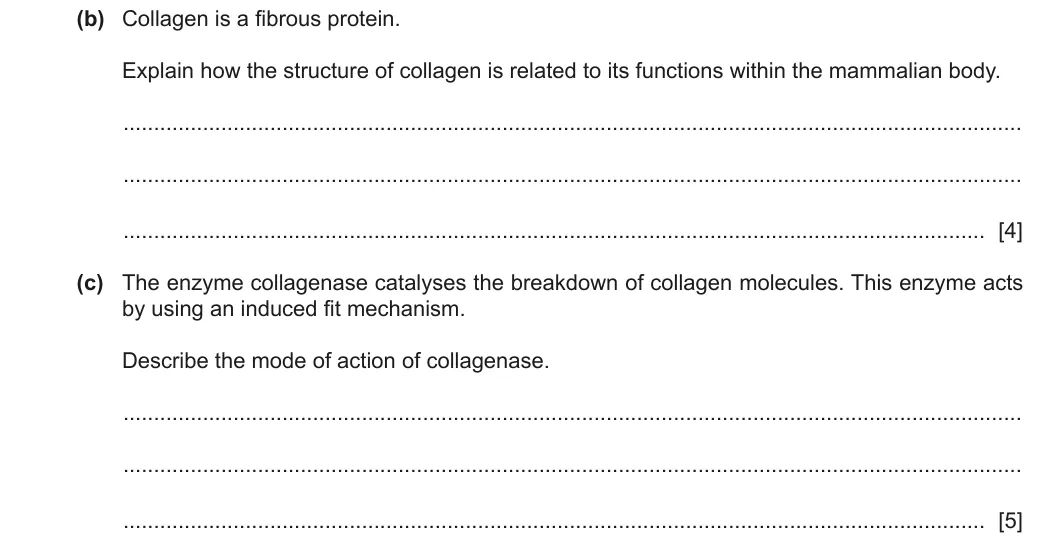 (b) Collagen is a fibrous protein.
Explain how the structure of collagen is related to its functions within the mammalian body.
[4]
(c) The enzyme collagenase catalyses the breakdown of collagen molecules. This enzyme acts
by using an induced fit mechanism.
Describe the mode of action of collagenase.
[5]